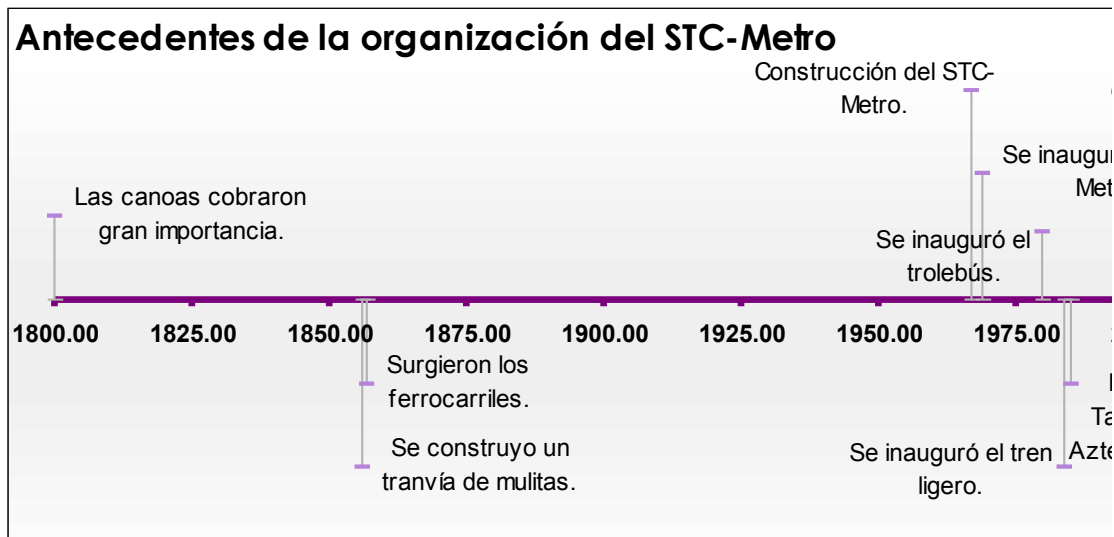 Antecedentes de la organización del STC-Metro
Construcción del STC-
Metro.
Se inaugur
Met
Las canoas cobraron
gran importancia.
Se inauguró el
trolebús.
1800.00 1825.00 1850.00 1875.00 1900.00 1925.00 1950.00 1975.00
Surgieron los
ferrocarriles.
Ta
Se construyo un
tranvía de mulitas.
Se inauguró el tren
ligero.
Azte